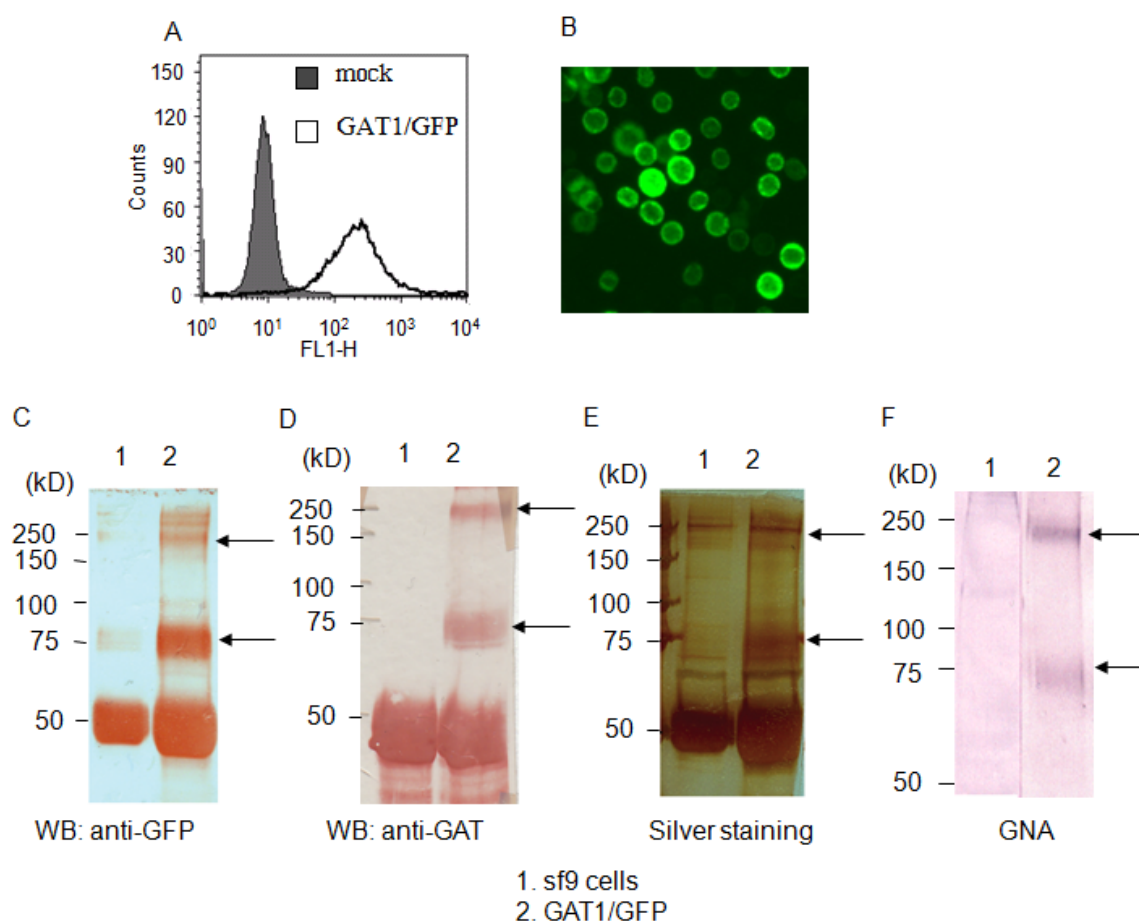 A
B
150
120
90
60
30
0
Counts
mock
GAT1/GFP
10⁰ 10¹ 10² 10³ 10⁴
FL1-H
C
1 2
(kD)
250
150
100
75
50
WB: anti-GFP
D
1 2
(kD)
250
150
100
75
50
WB: anti-GAT
E
1 2
(kD)
250
150
100
75
50
Silver staining
F
1 2
(kD)
250
150
100
75
50
GNA
1. sf9 cells
2. GAT1/GFP